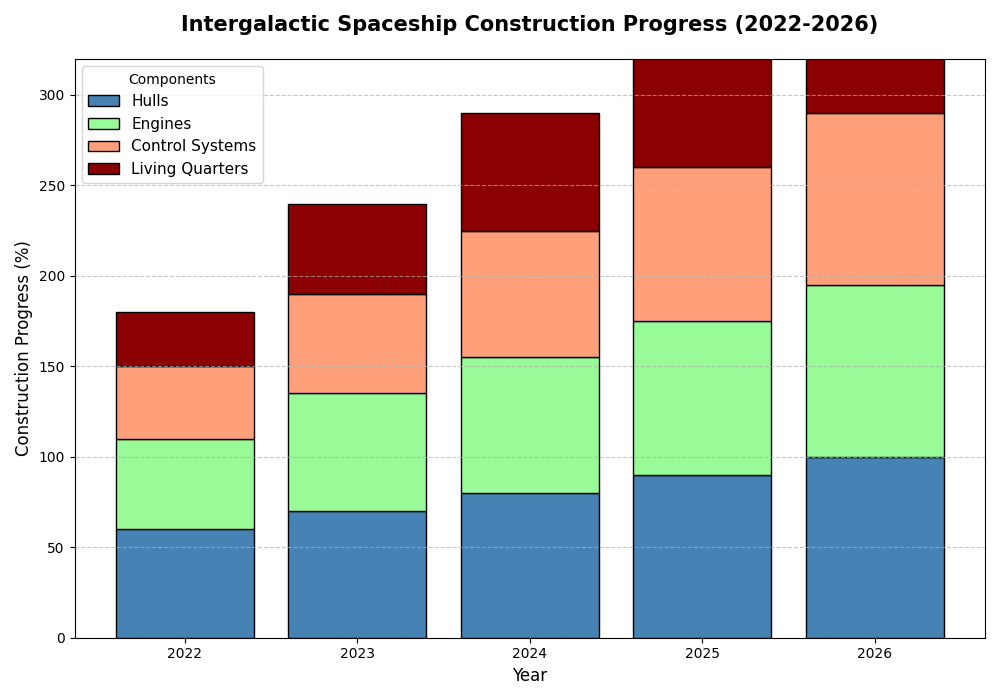 Intergalactic Spaceship Construction Progress (2022-2026)
Components
Hulls
Engines
Control Systems
Living Quarters
Construction Progress (%)
300
250
200
150
100
50
0
2022 2023 2024 2025 2026
Year